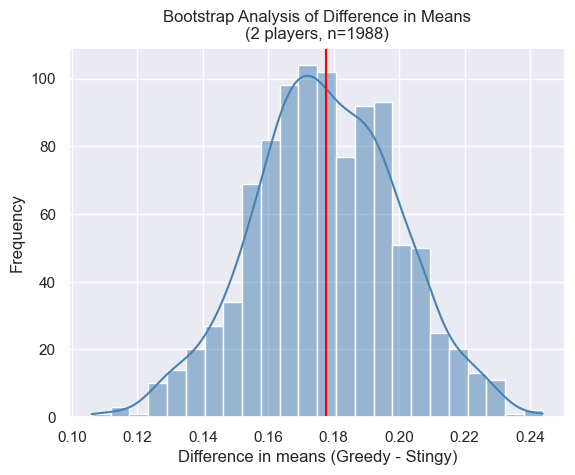 Bootstrap Analysis of Difference in Means
(2 players, n=1988)
100
80
60
40
20
0
Frequency
0.10 0.12 0.14 0.16 0.18 0.20 0.22 0.24
Difference in means (Greedy - Stingy)